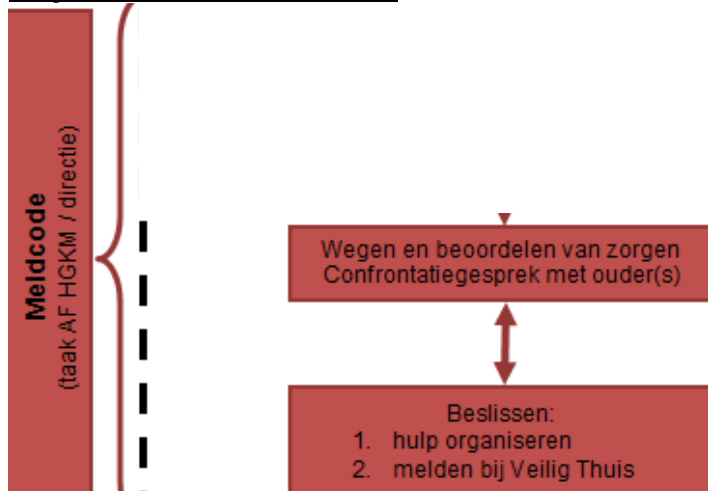 Meldcode
(taak AF HGKM / directie)
Wegen en beoordelen van zorgen
Confrontatiegesprek met ouder(s)
Beslissen:
1. hulp organiseren
2. melden bij Veilig Thuis